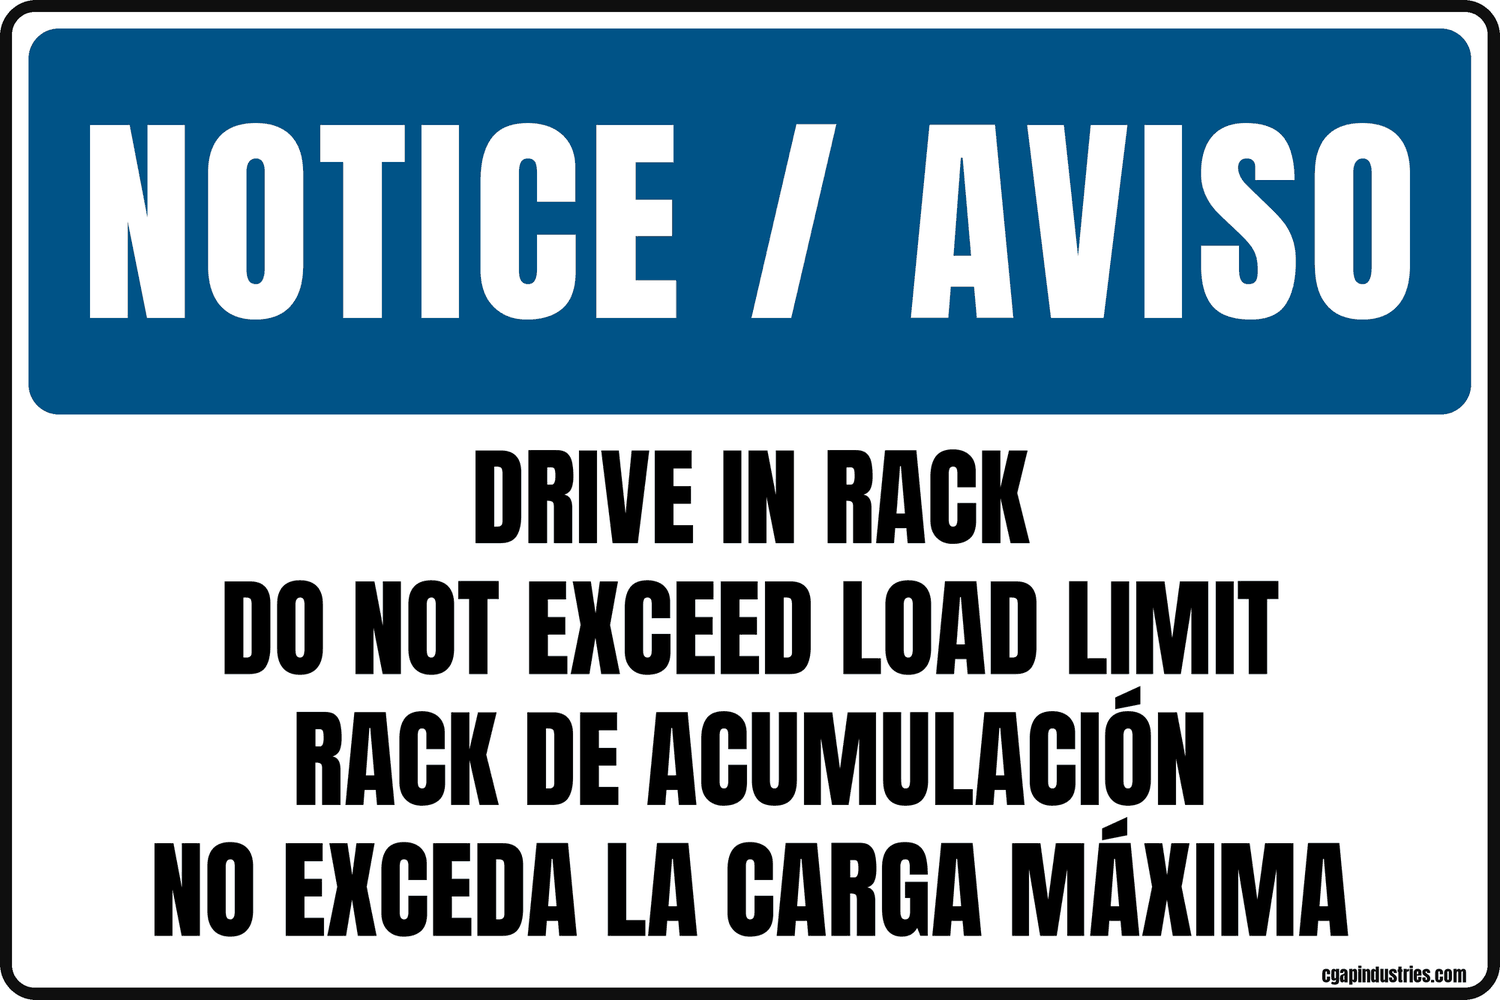 NOTICE / AVISO
DRIVE IN RACK
DO NOT EXCEED LOAD LIMIT
RACK DE ACUMULACIÓN
NO EXCEDA LA CARGA MÁXIMA
cgapindustries.com